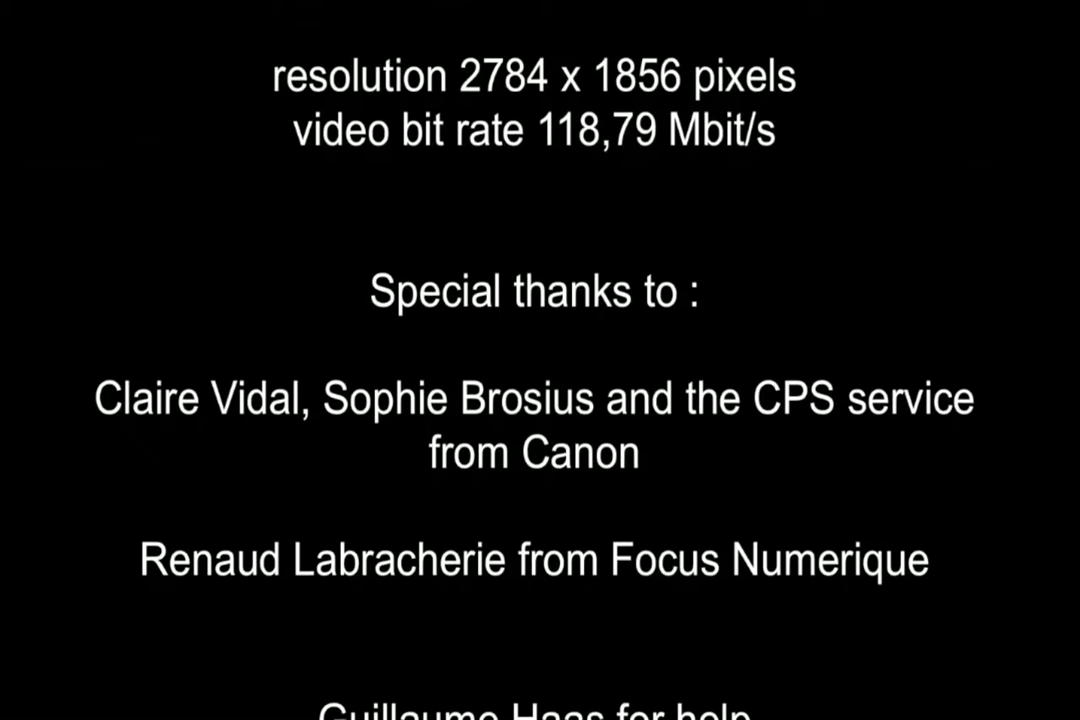 resolution 2784 x 1856 pixels
video bit rate 118,79 Mbit/s
Special thanks to :
Claire Vidal, Sophie Brosius and the CPS service
from Canon
Renaud Labracherie from Focus Numerique
Guillaume Haas for help